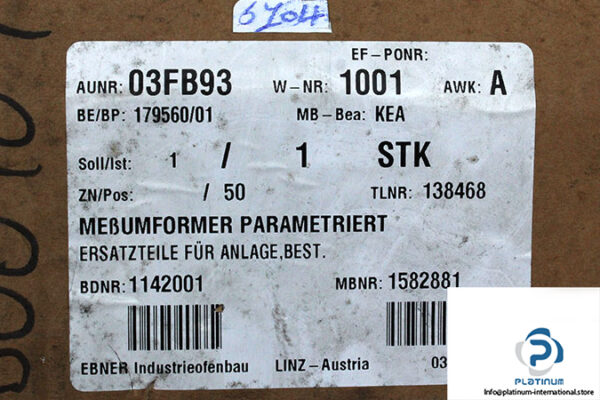 6204
EF-PONR:
AUNR: 03FB93 W-NR: 1001 AWK: A
BE/BP: 179560/01 MB-Bea: KEA
Soll/Ist: 1 / 1 STK
ZN/Pos: / 50 TLNR: 138468
MEßUMFORMER PARAMETRIERT
ERSATZTEILE FÜR ANLAGE,BEST.
BDNR: 1142001 MBNR: 1582881
EBNER Industrieofenbau LINZ-Austria 03
PLATINUM
Info@platinum-international.store